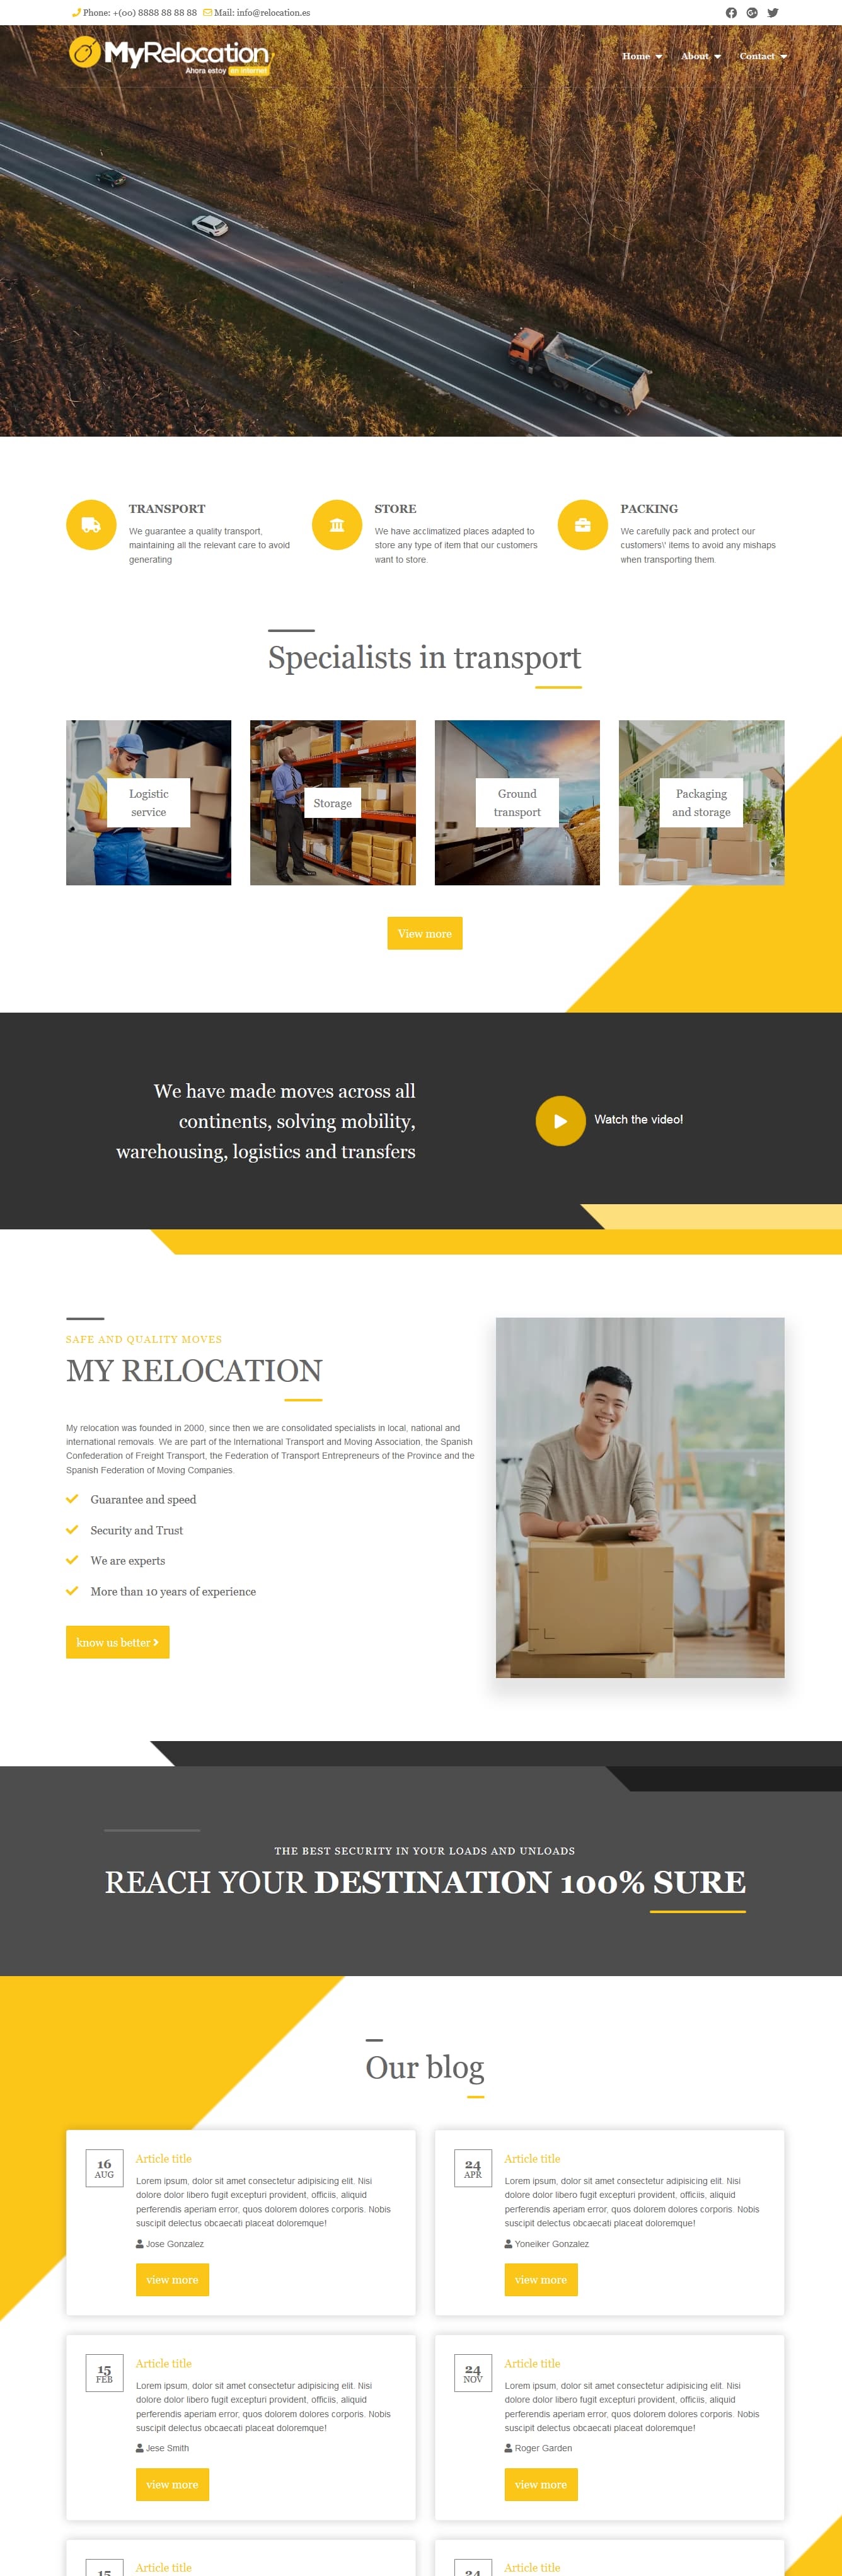 Phone: +(00) 8888 88 88 88 Mail: info@relocation.es
MyRelocation
Ahora estoy en internet
Home About Contact
TRANSPORT
We guarantee a quality transport,
maintaining all the relevant care to avoid
generating
STORE
We have acclimatized places adapted to
store any type of item that our customers
want to store.
PACKING
We carefully pack and protect our
customers\' items to avoid any mishaps
when transporting them.
Specialists in transport
Logistic
service
Storage
Ground
transport
Packaging
and storage
View more
We have made moves across all
continents, solving mobility,
warehousing, logistics and transfers
Watch the video!
SAFE AND QUALITY MOVES
MY RELOCATION
My relocation was founded in 2000, since then we are consolidated specialists in local, national and
international removals. We are part of the International Transport and Moving Association, the Spanish
Confederation of Freight Transport, the Federation of Transport Entrepreneurs of the Province and the
Spanish Federation of Moving Companies.
Guarantee and speed
Security and Trust
We are experts
More than 10 years of experience
know us better
THE BEST SECURITY IN YOUR LOADS AND UNLOADS
REACH YOUR DESTINATION 100% SURE
Our blog
16
AUG
Article title
Lorem ipsum, dolor sit amet consectetur adipisicing elit. Nisi
dolore dolor libero fugit excepturi provident, officiis, aliquid
perferendis aperiam error, quos dolorem dolores corporis. Nobis
suscipit delectus obcaecati placeat doloremque!
Jose Gonzalez
view more
24
APR
Article title
Lorem ipsum, dolor sit amet consectetur adipisicing elit. Nisi
dolore dolor libero fugit excepturi provident, officiis, aliquid
perferendis aperiam error, quos dolorem dolores corporis. Nobis
suscipit delectus obcaecati placeat doloremque!
Yoneiker Gonzalez
view more
15
FEB
Article title
Lorem ipsum, dolor sit amet consectetur adipisicing elit. Nisi
dolore dolor libero fugit excepturi provident, officiis, aliquid
perferendis aperiam error, quos dolorem dolores corporis. Nobis
suscipit delectus obcaecati placeat doloremque!
Jese Smith
view more
24
NOV
Article title
Lorem ipsum, dolor sit amet consectetur adipisicing elit. Nisi
dolore dolor libero fugit excepturi provident, officiis, aliquid
perferendis aperiam error, quos dolorem dolores corporis. Nobis
suscipit delectus obcaecati placeat doloremque!
Roger Garden
view more
15
Article title
24
Article title